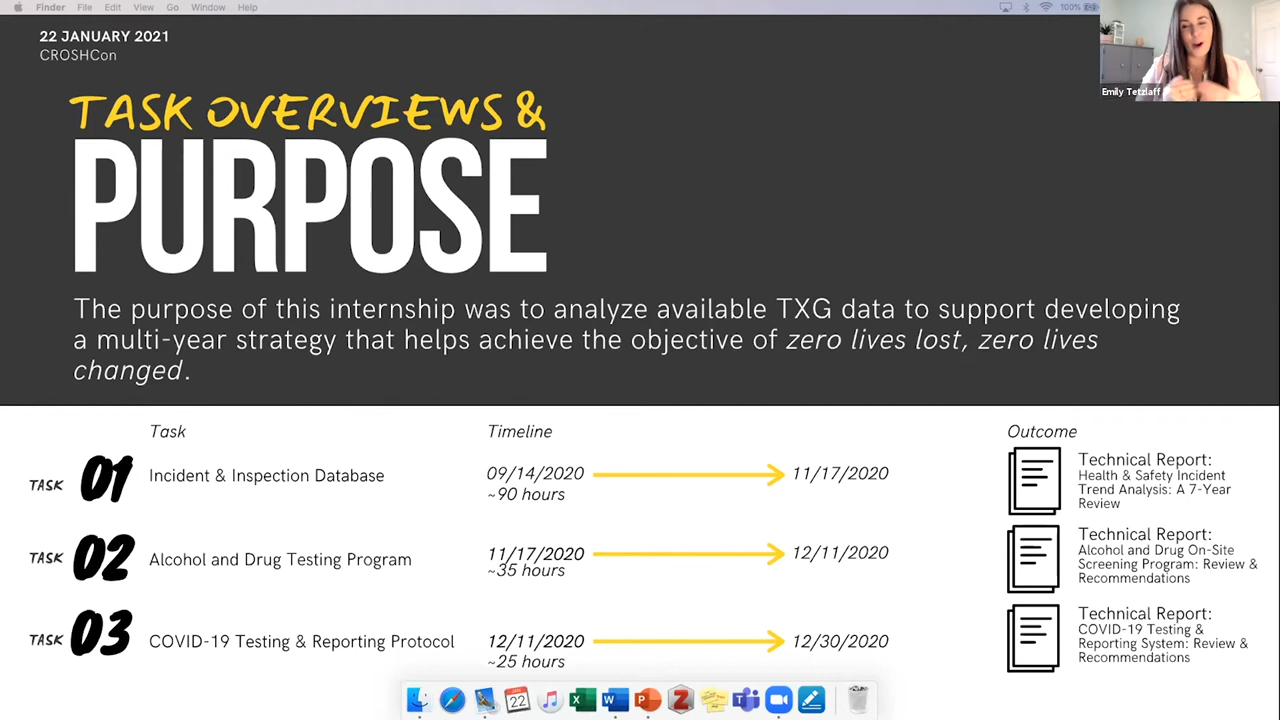 Finder File Edit View Go Window Help 100%
22 JANUARY 2021
CROSHCon
Emily Tetzlaff
TASK OVERVIEWS &
PURPOSE
The purpose of this internship was to analyze available TXG data to support developing
a multi-year strategy that helps achieve the objective of zero lives lost, zero lives
changed.
Task Timeline Outcome
TASK 01 Incident & Inspection Database 09/14/2020 11/17/2020
~90 hours
Technical Report:
Health & Safety Incident
Trend Analysis: A 7-Year
Review
TASK 02 Alcohol and Drug Testing Program 11/17/2020 12/11/2020
~35 hours
Technical Report:
Alcohol and Drug On-Site
Screening Program: Review &
Recommendations
TASK 03 COVID-19 Testing & Reporting Protocol 12/11/2020 12/30/2020
~25 hours
Technical Report:
COVID-19 Testing &
Reporting System: Review &
Recommendations
JAN
22
X
W
P
Z
T